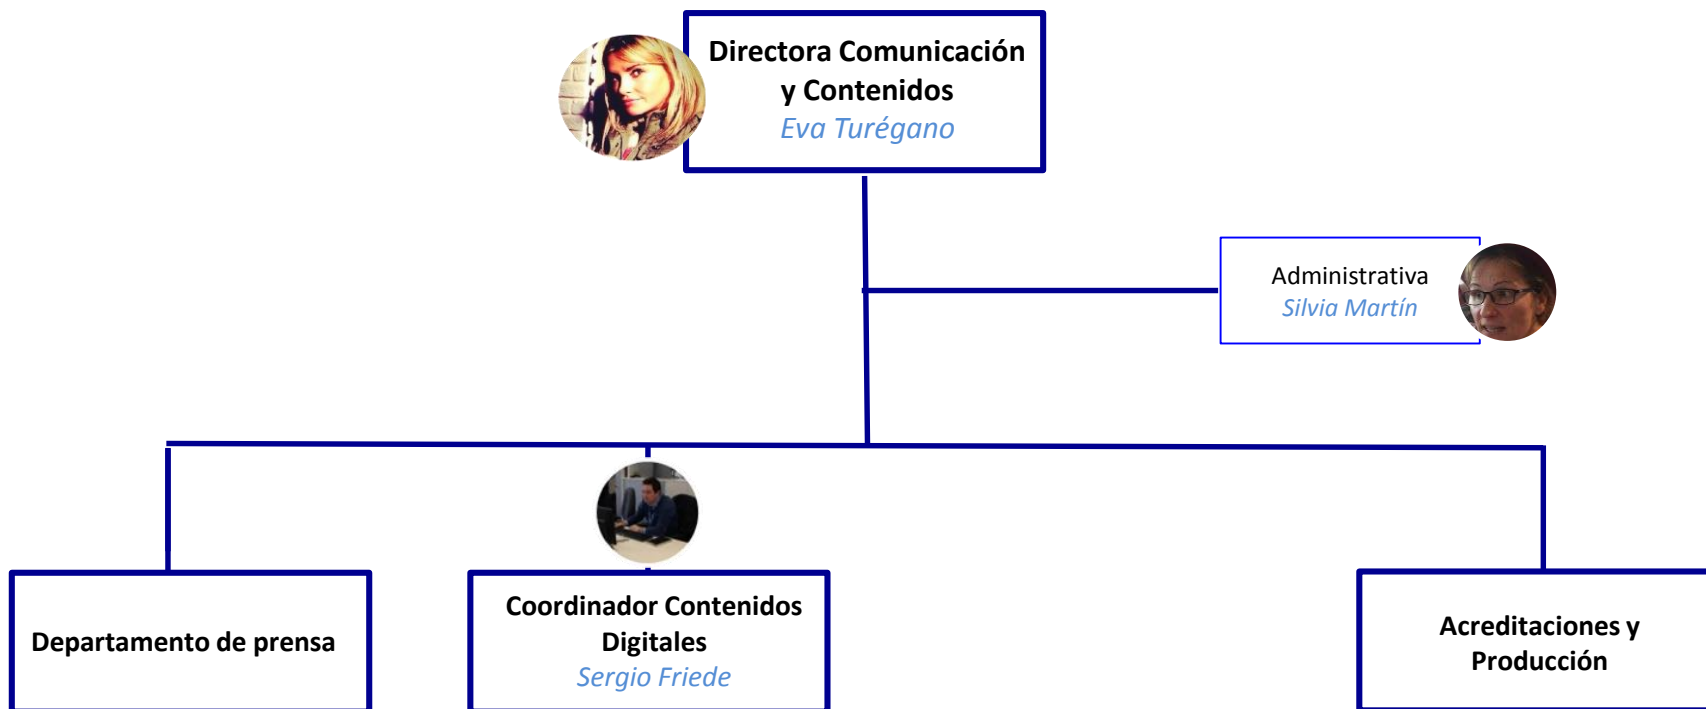 Directora Comunicación
y Contenidos
Eva Turégano
Administrativa
Silvia Martín
Departamento de prensa
Coordinador Contenidos
Digitales
Sergio Friede
Acreditaciones y
Producción